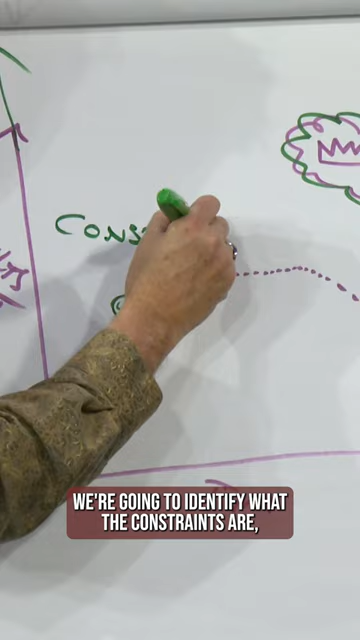 CONS
WE'RE GOING TO IDENTIFY WHAT
THE CONSTRAINTS ARE,